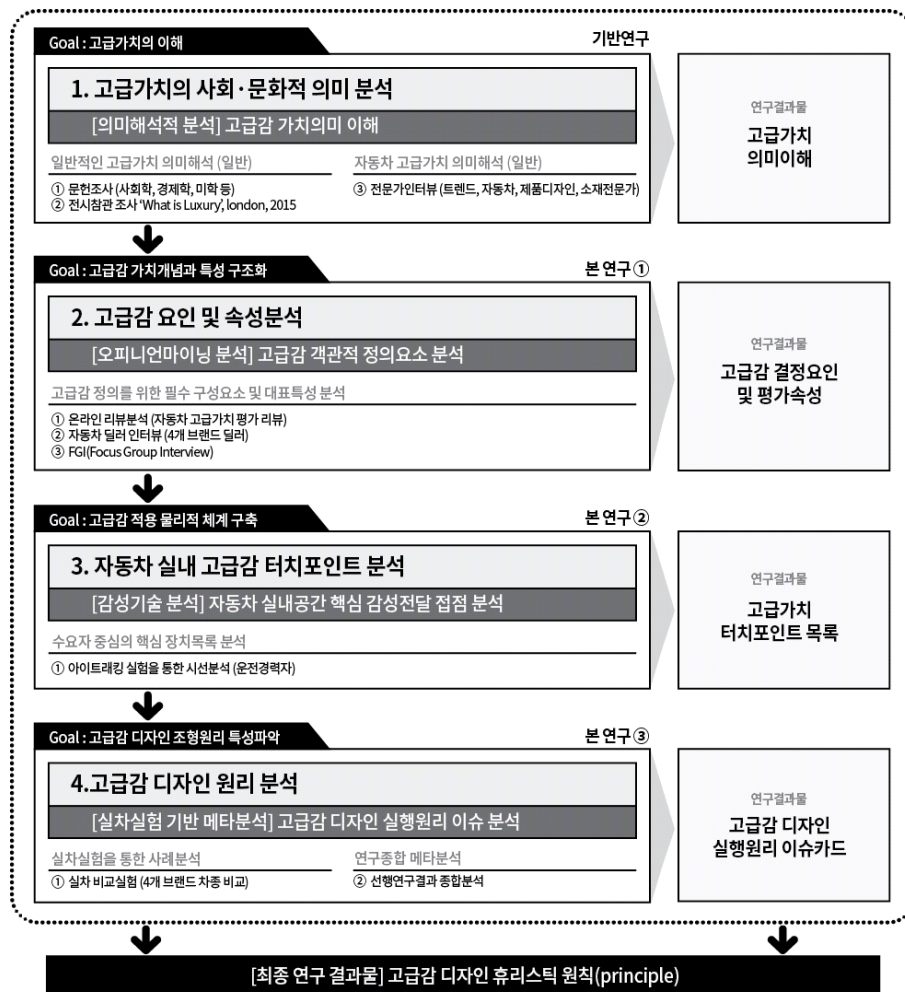 Goal : 고급가치의 이해
기반연구
1. 고급가치의 사회·문화적 의미 분석
[의미해석적 분석] 고급감 가치의미 이해
일반적인 고급가치 의미해석 (일반)
① 문헌조사 (사회학, 경제학, 미학 등)
② 전시참관 조사 ‘What is Luxury’, london, 2015
자동차 고급가치 의미해석 (일반)
③ 전문가인터뷰 (트렌드, 자동차, 제품디자인, 소재전문가)
연구결과물
고급가치
의미이해
Goal : 고급감 가치개념과 특성 구조화
본 연구 ①
2. 고급감 요인 및 속성분석
[오피니언마이닝 분석] 고급감 객관적 정의요소 분석
고급감 정의를 위한 필수 구성요소 및 대표특성 분석
① 온라인 리뷰분석 (자동차 고급가치 평가 리뷰)
② 자동차 딜러 인터뷰 (4개 브랜드 딜러)
③ FGI(Focus Group Interview)
연구결과물
고급감 결정요인
및 평가속성
Goal : 고급감 적용 물리적 체계 구축
본 연구 ②
3. 자동차 실내 고급감 터치포인트 분석
[감성기술 분석] 자동차 실내공간 핵심 감성전달 접점 분석
수요자 중심의 핵심 장치목록 분석
① 아이트래킹 실험을 통한 시선분석 (운전경력자)
연구결과물
고급가치
터치포인트 목록
Goal : 고급감 디자인 조형원리 특성파악
본 연구 ③
4.고급감 디자인 원리 분석
[실차실험 기반 메타분석] 고급감 디자인 실행원리 이슈 분석
실차실험을 통한 사례분석
① 실차 비교실험 (4개 브랜드 차종 비교)
연구종합 메타분석
② 선행연구결과 종합분석
연구결과물
고급감 디자인
실행원리 이슈카드
[최종 연구 결과물] 고급감 디자인 휴리스틱 원칙(principle)